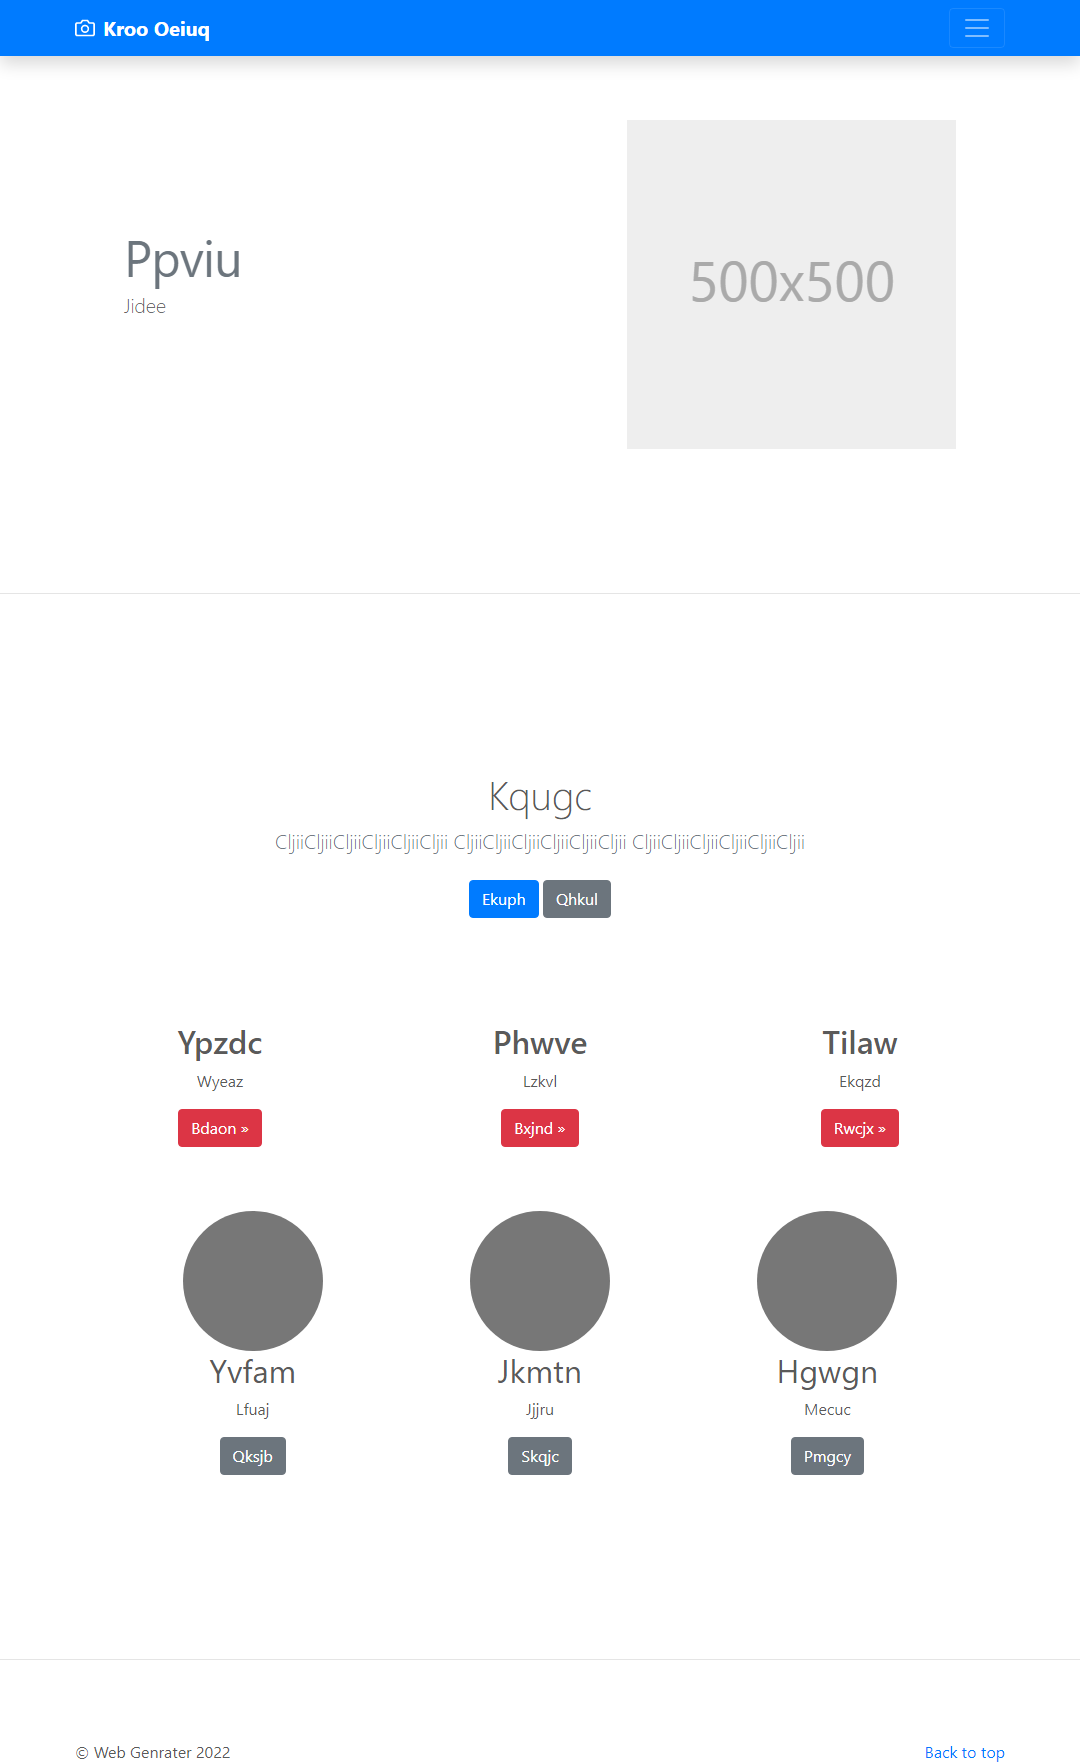 Kroo Oeiuq
Ppviu
Jidee
500x500
Kqugc
CljiiCljiiCljiiCljiiCljiiCljii CljiiCljiiCljiiCljiiCljiiCljii CljiiCljiiCljiiCljiiCljiiCljii
Ekuph Qhkul
Ypzdc Phwve Tilaw
Wyeaz Lzkvl Ekqzd
Bdaon » Bxjnd » Rwcjx »
Yvfam Jkmtn Hgwgn
Lfuaj Jjjru Mecuc
Qksjb Skqjc Pmgcy
© Web Genrater 2022 Back to top